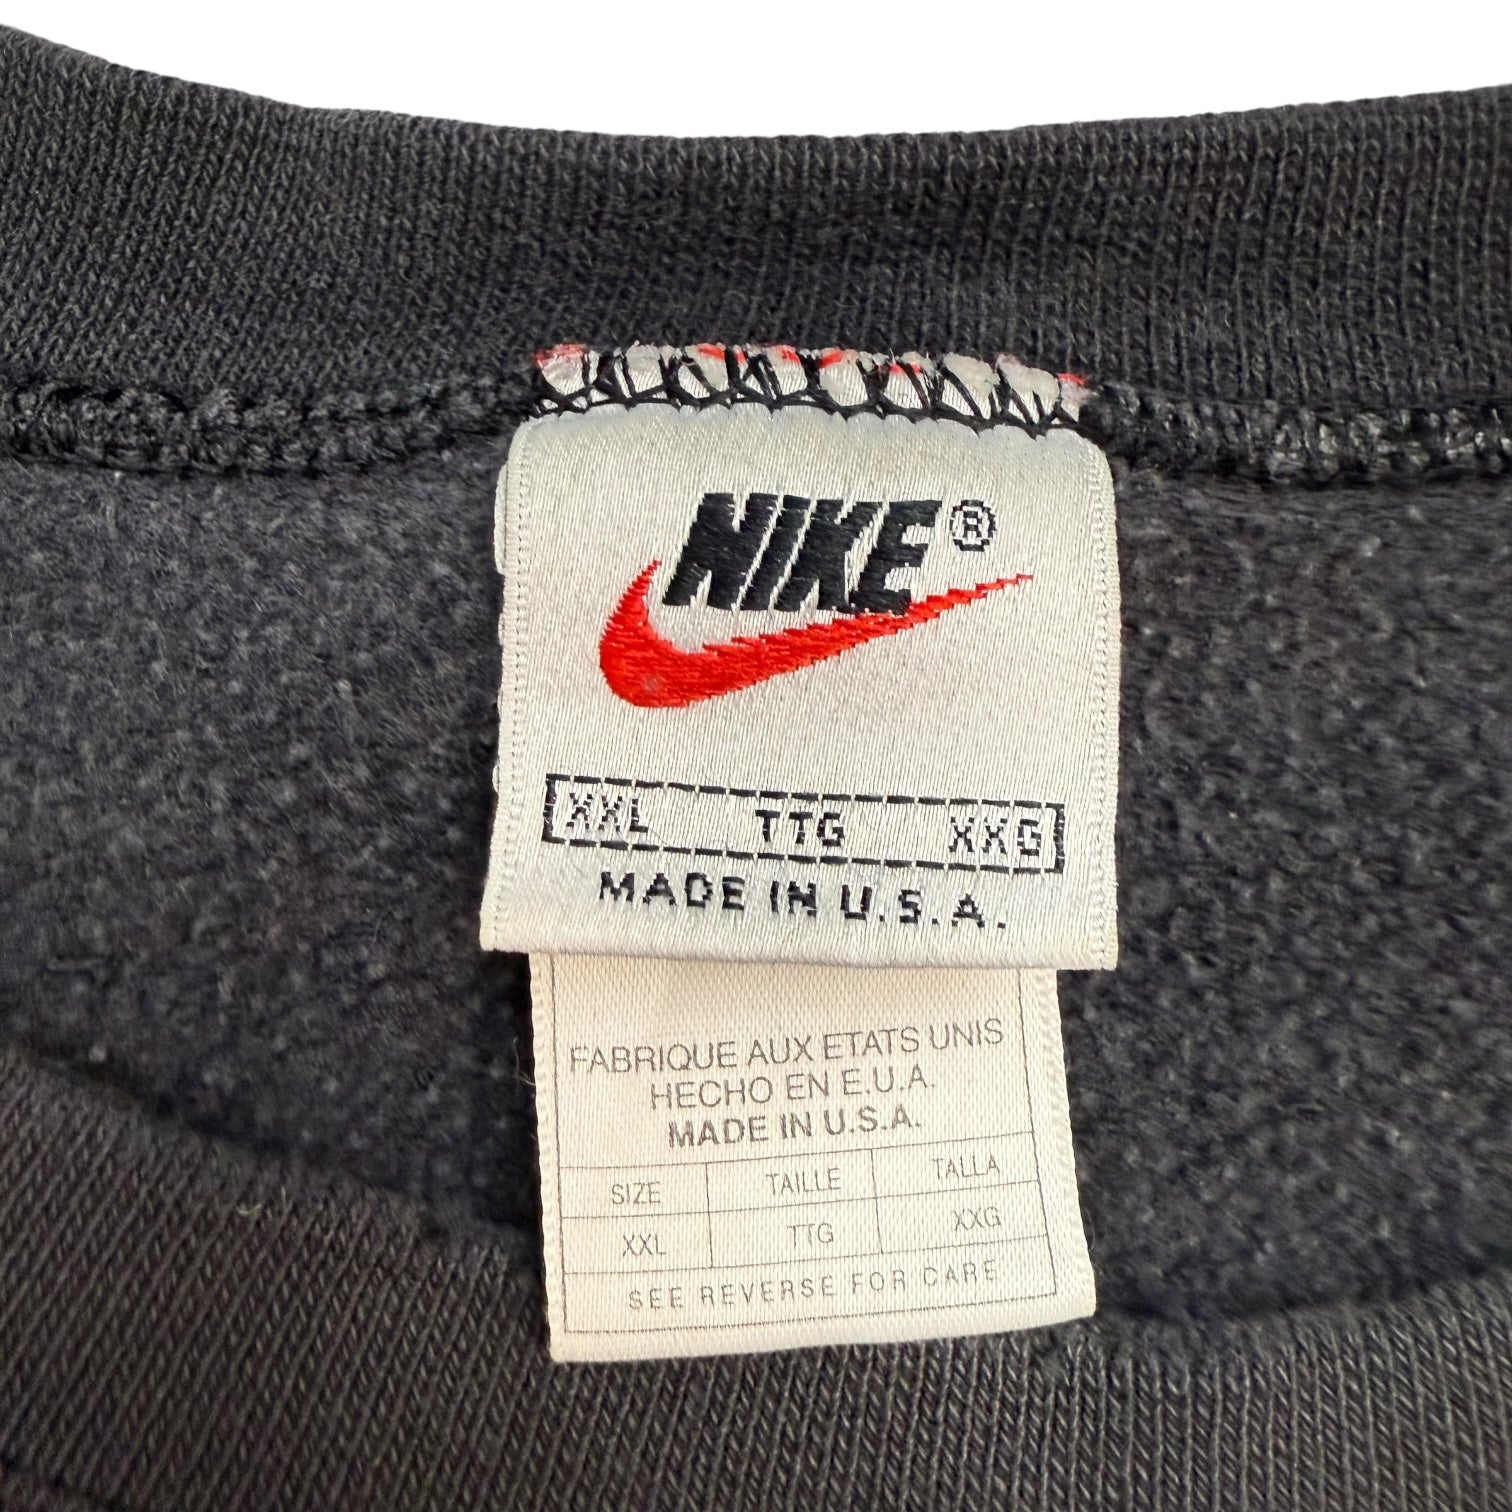 NIKE®
XXL TTG XXG
MADE IN U.S.A.
FABRIQUE AUX ETATS UNIS
HECHO EN E.U.A.
MADE IN U.S.A.
SIZE TAILLE TALLA
XXL TTG XXG
SEE REVERSE FOR CARE